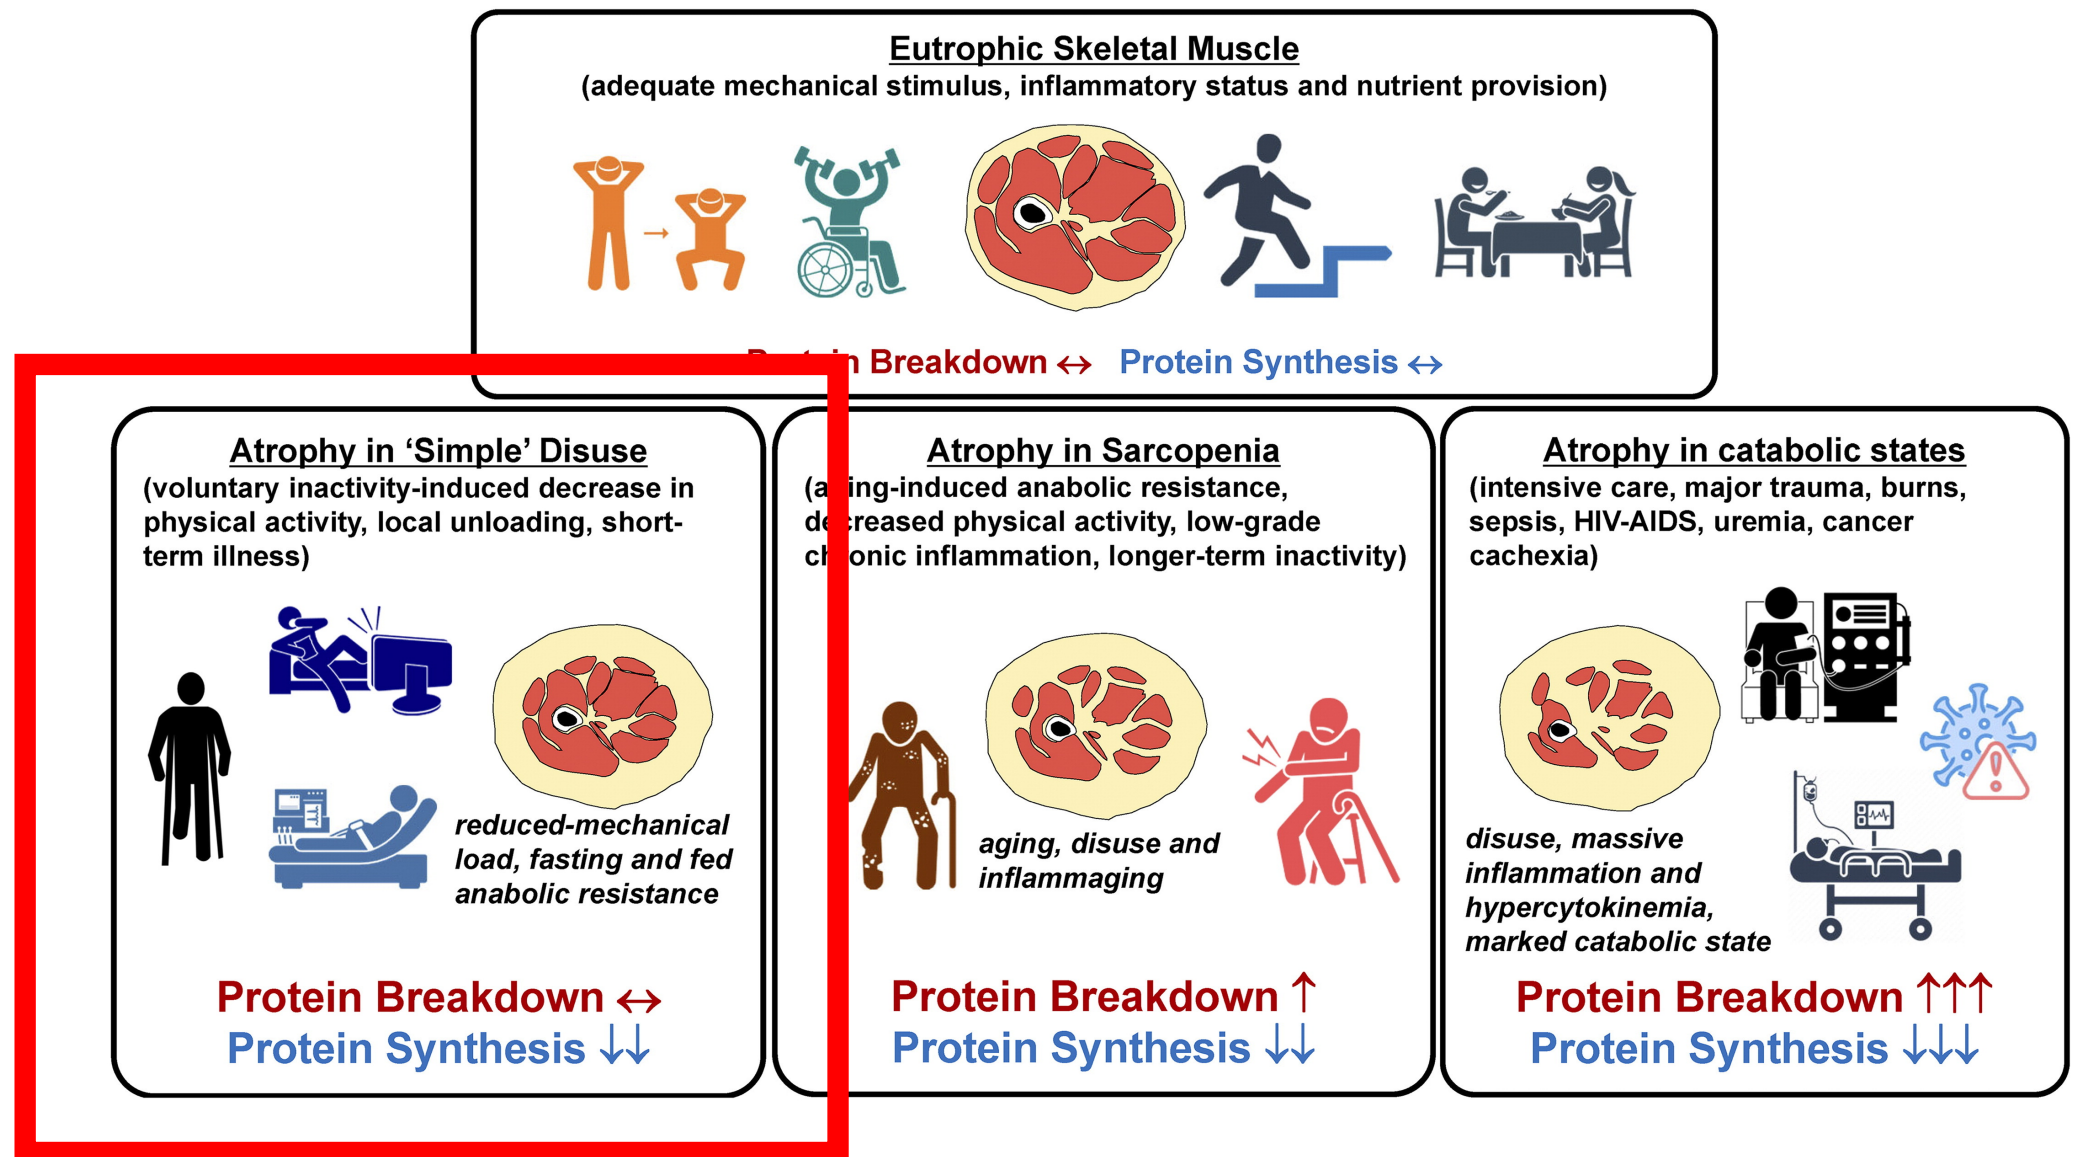 Eutrophic Skeletal Muscle
(adequate mechanical stimulus, inflammatory status and nutrient provision)
Protein Breakdown ↔ Protein Synthesis ↔
Atrophy in ‘Simple’ Disuse
(voluntary inactivity-induced decrease in
physical activity, local unloading, short-
term illness)
reduced-mechanical
load, fasting and fed
anabolic resistance
Protein Breakdown ↔
Protein Synthesis ↓↓
Atrophy in Sarcopenia
(aging-induced anabolic resistance,
decreased physical activity, low-grade
chronic inflammation, longer-term inactivity)
aging, disuse and
inflammaging
Protein Breakdown ↑
Protein Synthesis ↓↓
Atrophy in catabolic states
(intensive care, major trauma, burns,
sepsis, HIV-AIDS, uremia, cancer
cachexia)
disuse, massive
inflammation and
hypercytokinemia,
marked catabolic state
Protein Breakdown ↑↑↑
Protein Synthesis ↓↓↓